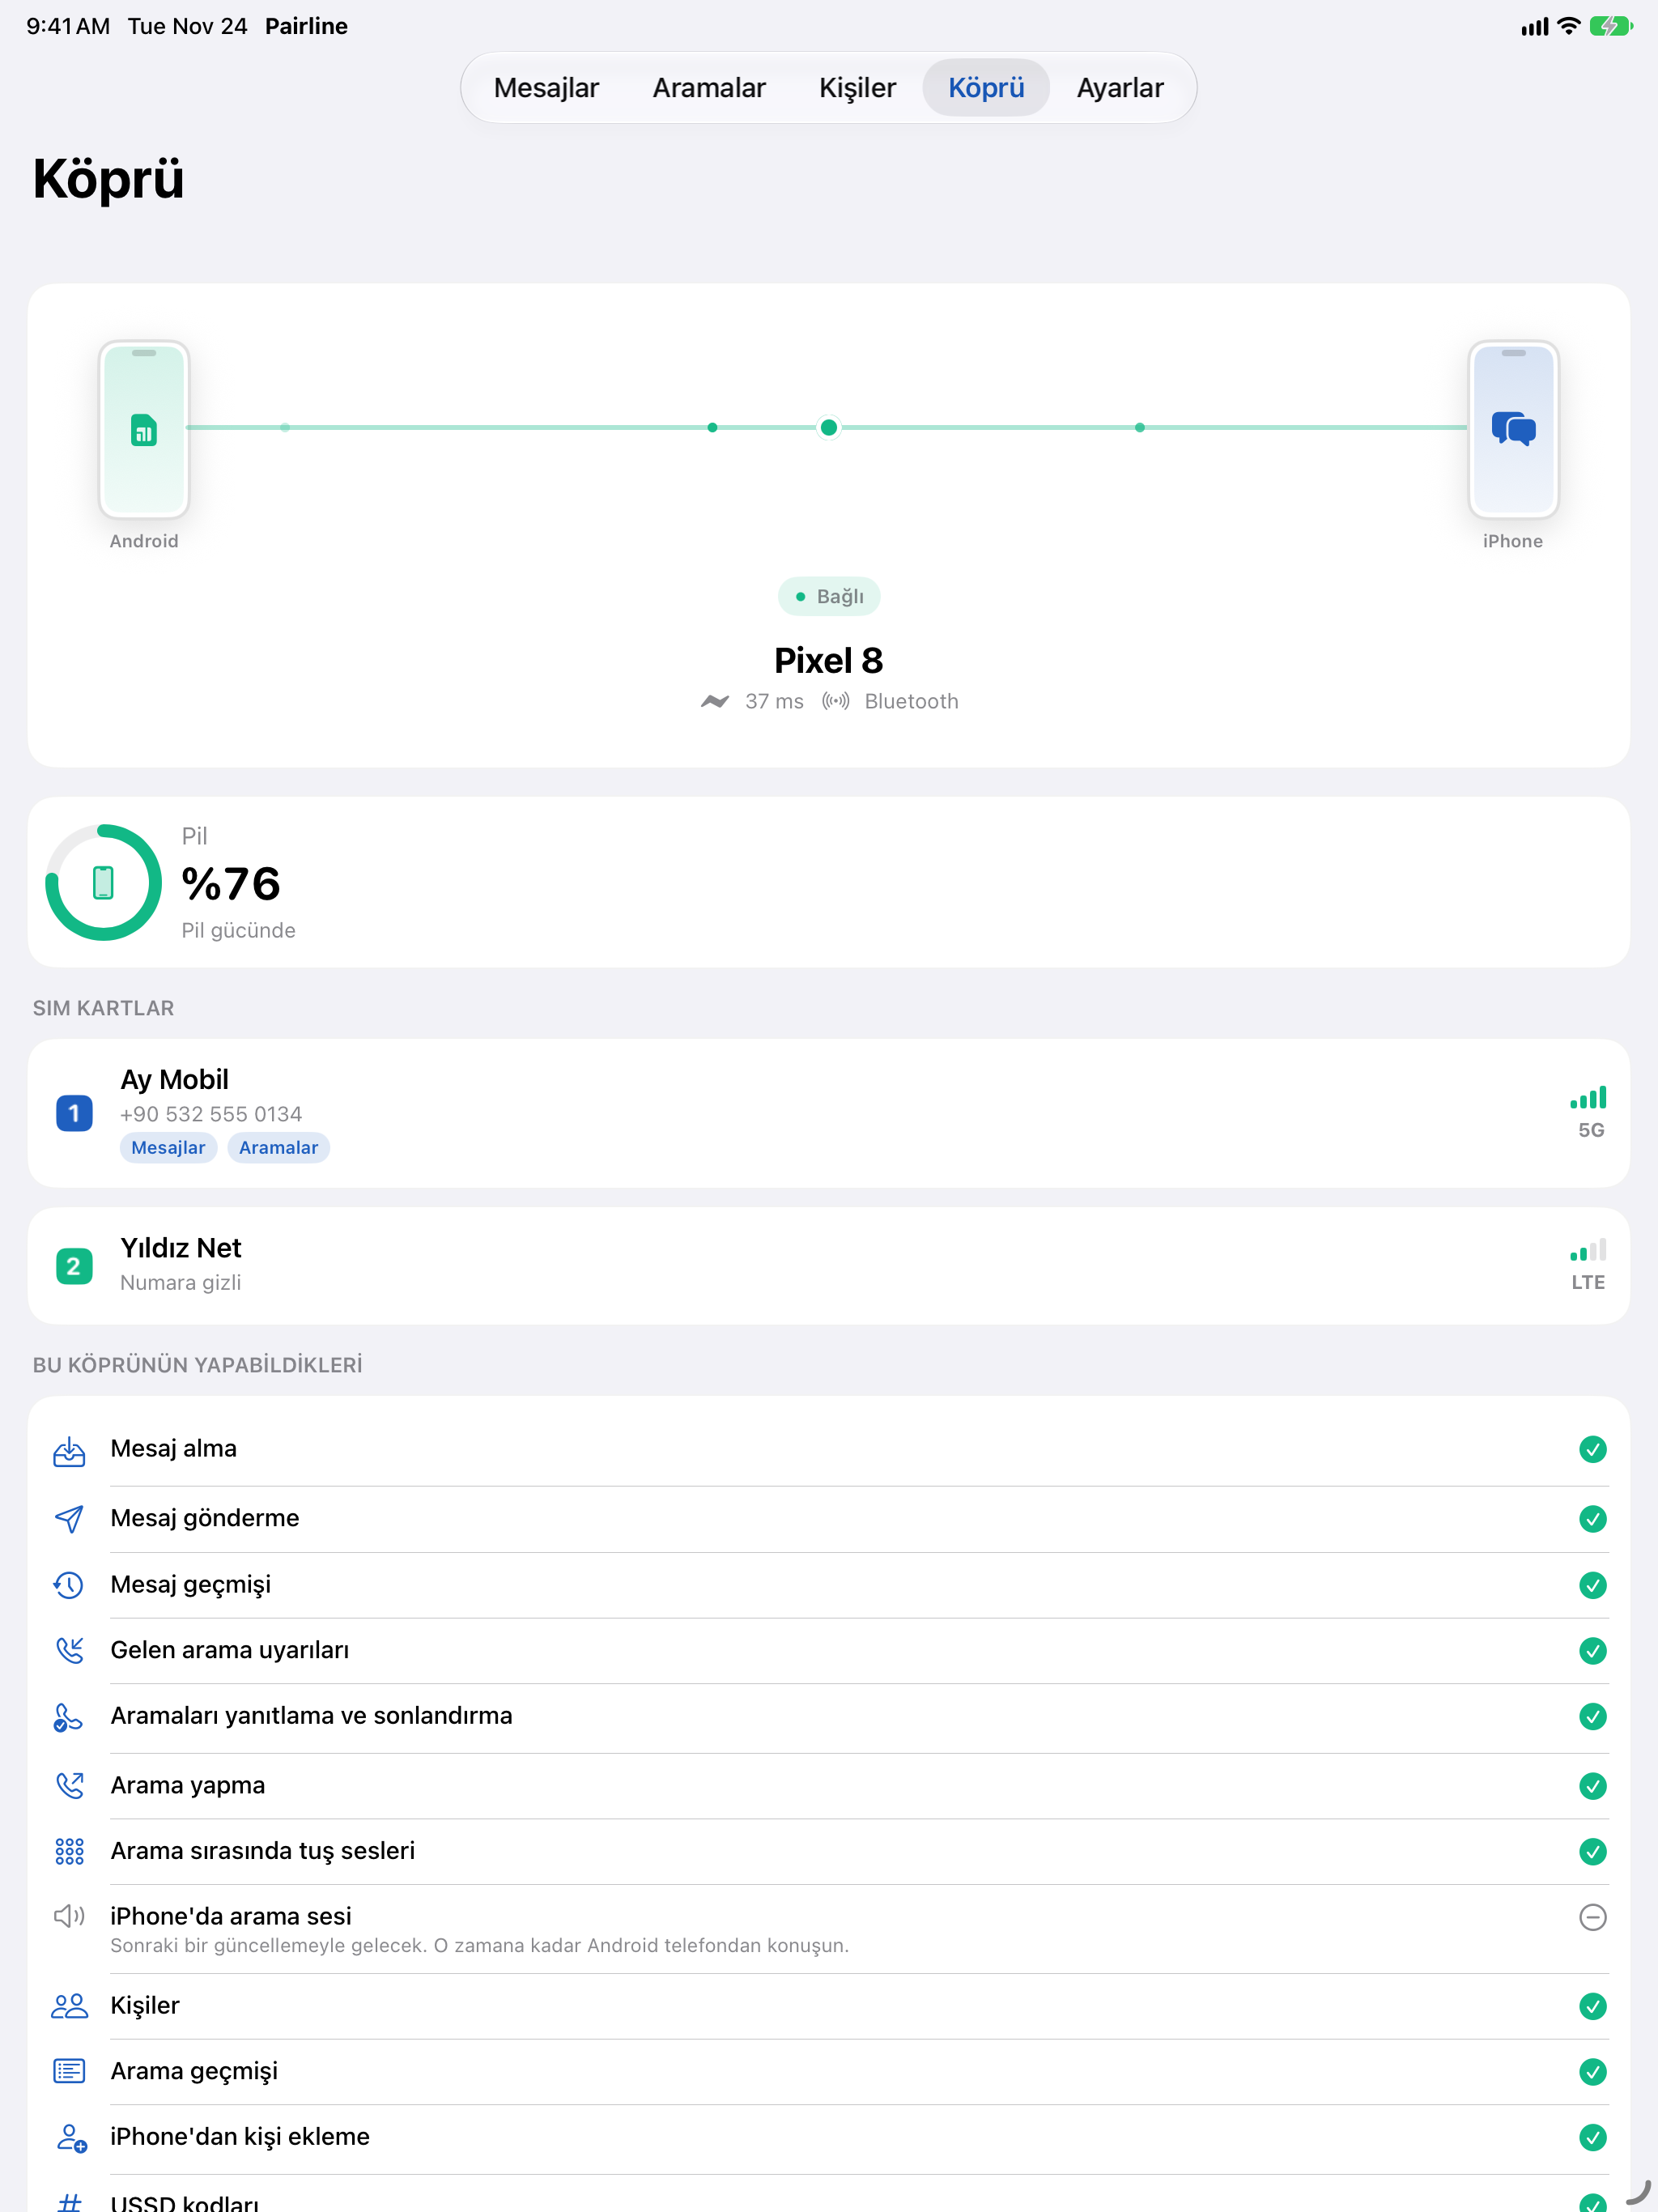 9:41 AM Tue Nov 24 Pairline
Mesajlar Aramalar Kişiler Köprü Ayarlar
Köprü
Android
iPhone
Bağlı
Pixel 8
37 ms Bluetooth
Pil
%76
Pil gücünde
SIM KARTLAR
1
Ay Mobil
+90 532 555 0134
Mesajlar Aramalar
5G
2
Yıldız Net
Numara gizli
LTE
BU KÖPRÜNÜN YAPABİLDİKLERİ
Mesaj alma
Mesaj gönderme
Mesaj geçmişi
Gelen arama uyarıları
Aramaları yanıtlama ve sonlandırma
Arama yapma
Arama sırasında tuş sesleri
iPhone'da arama sesi
Sonraki bir güncellemeyle gelecek. O zamana kadar Android telefondan konuşun.
Kişiler
Arama geçmişi
iPhone'dan kişi ekleme
USSD kodları